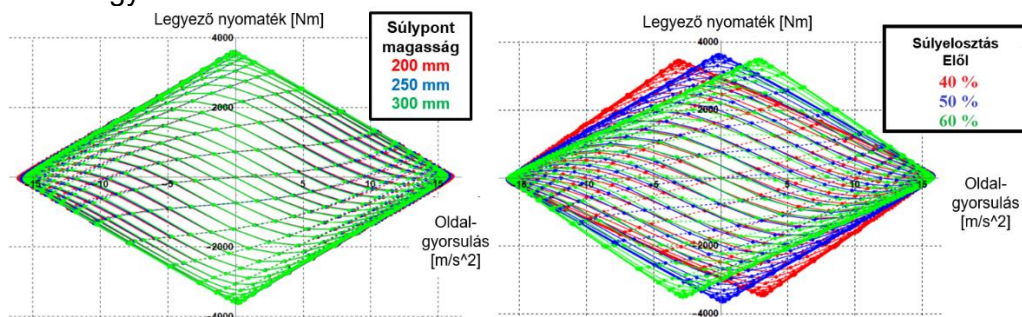 Legyező nyomaték [Nm]
4000
2000
-15
-5
5
10
15
-2000
-4000
Súlypont
magasság
200 mm
250 mm
300 mm
Oldal-
gyorsulás
[m/s^2]
Legyező nyomaték [Nm]
4000
2000
-15
-10
-5
0
5
10
15
-2000
-4000
Súlyelosztás
Elől
40 %
50 %
60 %
Oldal-
gyorsulás
[m/s^2]